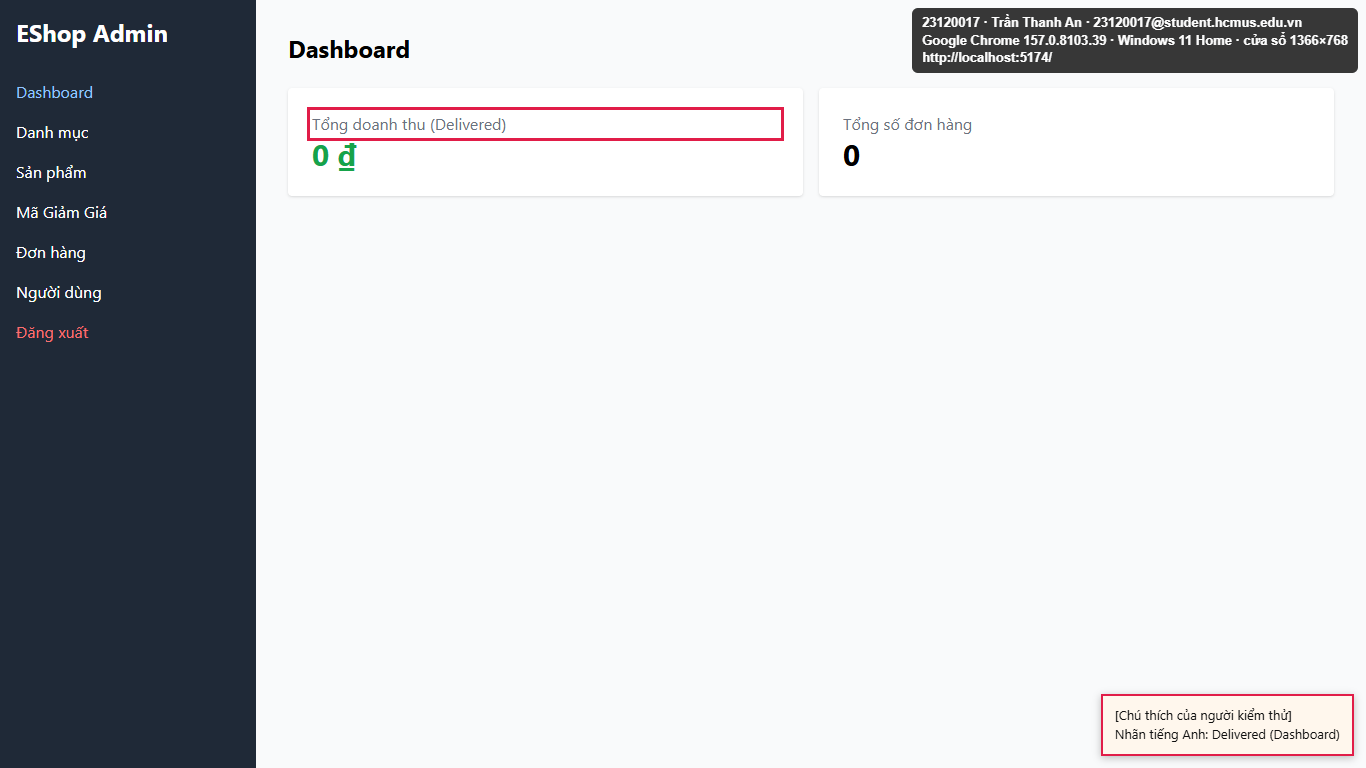 EShop Admin
Dashboard
Danh mục
Sản phẩm
Mã Giảm Giá
Đơn hàng
Người dùng
Đăng xuất
Dashboard
23120017 · Trần Thanh An · 23120017@student.hcmus.edu.vn
Google Chrome 157.0.8103.39 · Windows 11 Home · cửa sổ 1366×768
http://localhost:5174/
Tổng doanh thu (Delivered)
0 ₫
Tổng số đơn hàng
0
[Chú thích của người kiểm thử]
Nhãn tiếng Anh: Delivered (Dashboard)